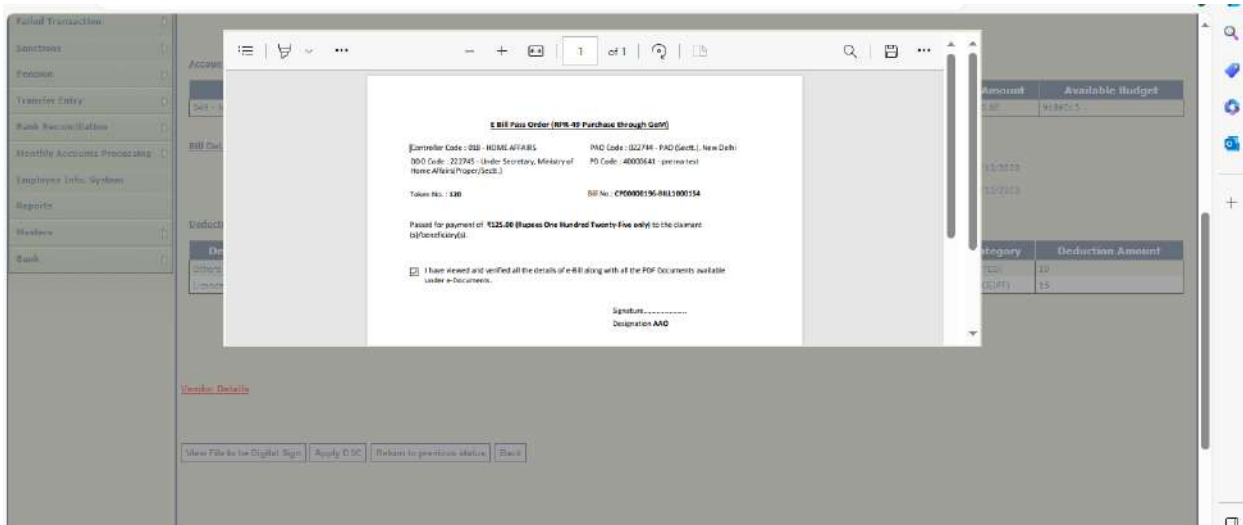 Failed Transaction
Sanctions
Pension
Transfer Entry
Bank Reconciliation
Monthly Accounts Processing
Employee Info. System
Reports
Masters
Bank
1 of 1
Amount Available Budget
E Bill Pass Order (RPR-49 Purchase through GeM)
Controller Code : 018 - HOME AFFAIRS PAO Code : 022744 - PAO (Sectt.), New Delhi
DDO Code : 222745 - Under Secretary, Ministry of PD Code : 40000641 - prerna test
Home Affairs(Proper/Sectt.)
Token No. : 130 Bill No.: CPD0000196-BILL1000154
Passed for payment of ₹125.00 (Rupees One Hundred Twenty-Five only) to the claimant
(s)/beneficiary(s).
I have viewed and verified all the details of e-Bill along with all the PDF Documents available
under e-Documents.
Signature
Designation AAO
Deduction Amount
10
15
Vendor Details
View File to be Digital Sign Apply DSC Return to previous status Back